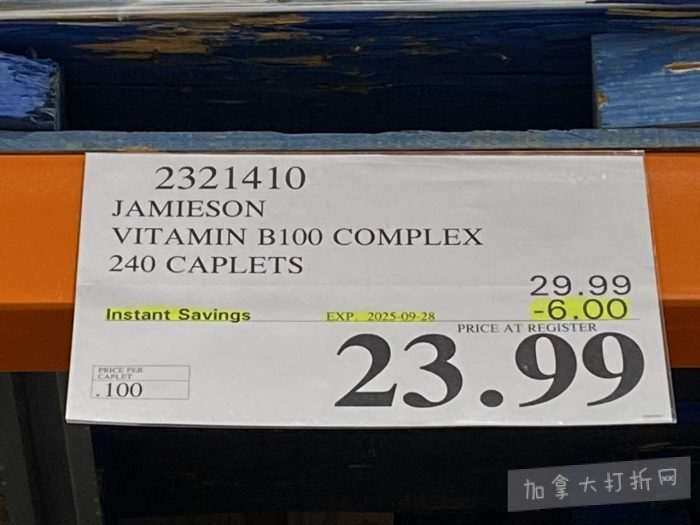 2321410
JAMIESON
VITAMIN B100 COMPLEX
240 CAPLETS
29.99
Instant Savings EXP. 2025-09-28 -6.00
PRICE AT REGISTER
23.99
PRICE PER
CAPLET
.100
加拿大打折网